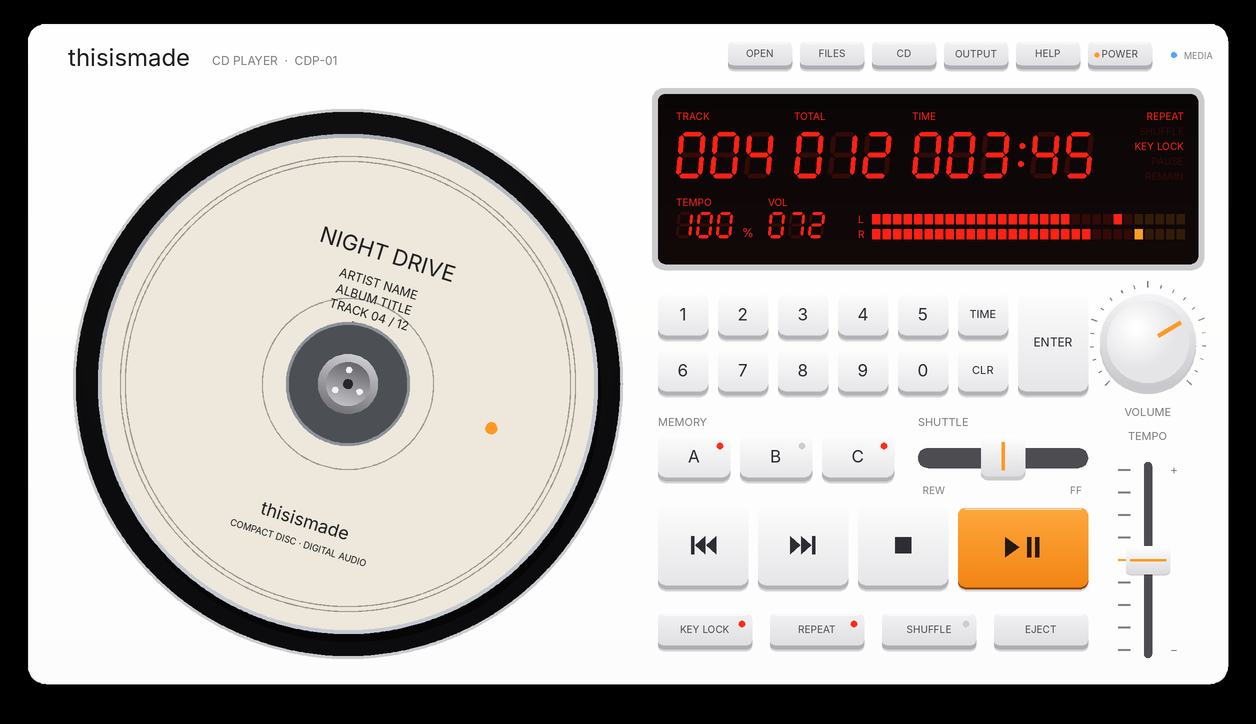 thisismade CD PLAYER · CDP-01
OPEN FILES CD OUTPUT HELP POWER MEDIA
TRACK TOTAL TIME REPEAT
SHUFFLE
004 012 003:45 KEY LOCK
PAUSE
REMAIN
TEMPO VOL
100 % 072 L
R
NIGHT DRIVE
ARTIST NAME
ALBUM TITLE
TRACK 04 / 12
thisismade
COMPACT DISC · DIGITAL AUDIO
1 2 3 4 5 TIME
ENTER
6 7 8 9 0 CLR
VOLUME
MEMORY SHUTTLE
TEMPO
A B C
+
REW FF
KEY LOCK REPEAT SHUFFLE EJECT
−